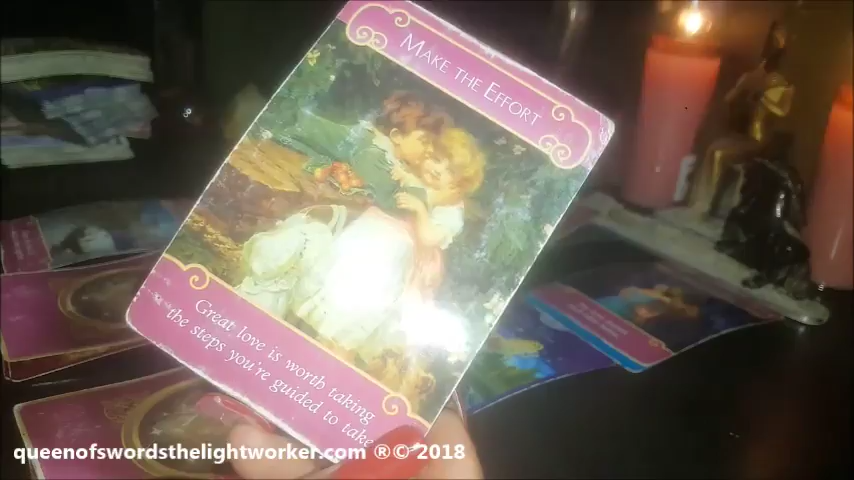 MAKE THE EFFORT
Great love is worth taking
the steps you're guided to take
queenofswordsthelightworker.com ®© 2018